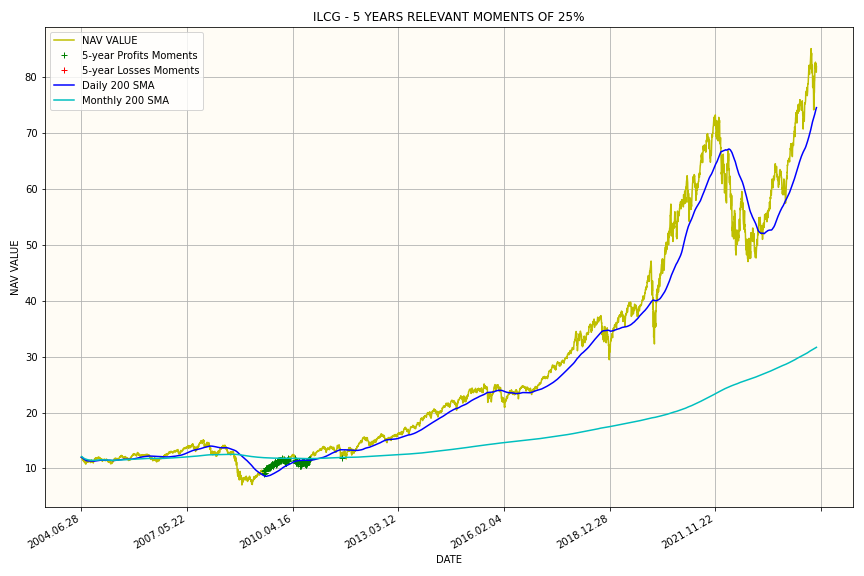 ILCG - 5 YEARS RELEVANT MOMENTS OF 25%
NAV VALUE
5-year Profits Moments
5-year Losses Moments
Daily 200 SMA
Monthly 200 SMA
80
70
60
50
40
30
20
10
NAV VALUE
2004.06.28
2007.05.22
2010.04.16
2013.03.12
2016.02.04
2018.12.28
2021.11.22
DATE